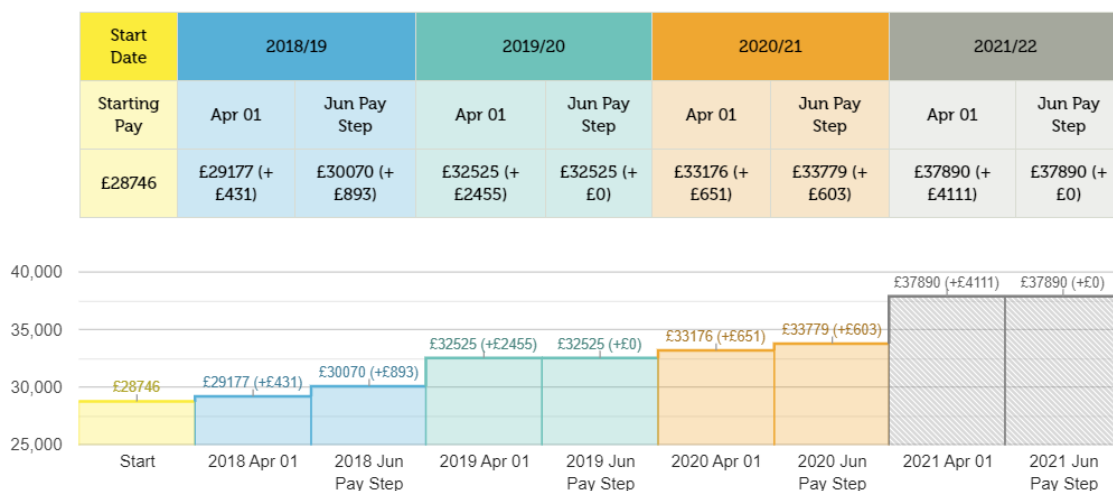 Start Date
2018/19
2019/20
2020/21
2021/22
Starting Pay
Apr 01
Jun Pay Step
Apr 01
Jun Pay Step
Apr 01
Jun Pay Step
Apr 01
Jun Pay Step
£28746
£29177 (+ £431)
£30070 (+ £893)
£32525 (+ £2455)
£32525 (+ £0)
£33176 (+ £651)
£33779 (+ £603)
£37890 (+ £4111)
£37890 (+ £0)
40,000
35,000
30,000
25,000
£28746
£29177 (+£431)
£30070 (+£893)
£32525 (+£2455)
£32525 (+£0)
£33176 (+£651)
£33779 (+£603)
£37890 (+£4111)
£37890 (+£0)
Start
2018 Apr 01
2018 Jun Pay Step
2019 Apr 01
2019 Jun Pay Step
2020 Apr 01
2020 Jun Pay Step
2021 Apr 01
2021 Jun Pay Step